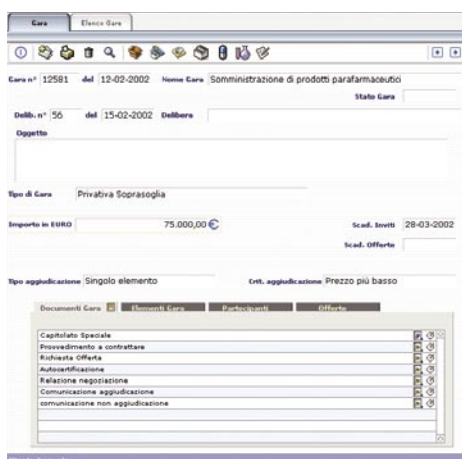 Gara Elenco Gare
Gara n° 12581 del 12-02-2002 Nome Gara Somministrazione di prodotti parafarmaceutici
Stato Gara
Delib. n° 56 del 15-02-2002 Delibera
Oggetto
Tipo di Gara Privativa Soprasoglia
Importo in EURO 75.000,00 € Scad. Inviti 28-03-2002
Scad. Offerte
Tipo aggiudicazione Singolo elemento Crit. aggiudicazione Prezzo più basso
Documenti Gara Elementi Gara Partecipanti Offerte
Capitolato Speciale
Provvedimento a contrattare
Richiesta Offerta
Autocertificazione
Relazione negoziazione
Comunicazione aggiudicazione
comunicazione non aggiudicazione